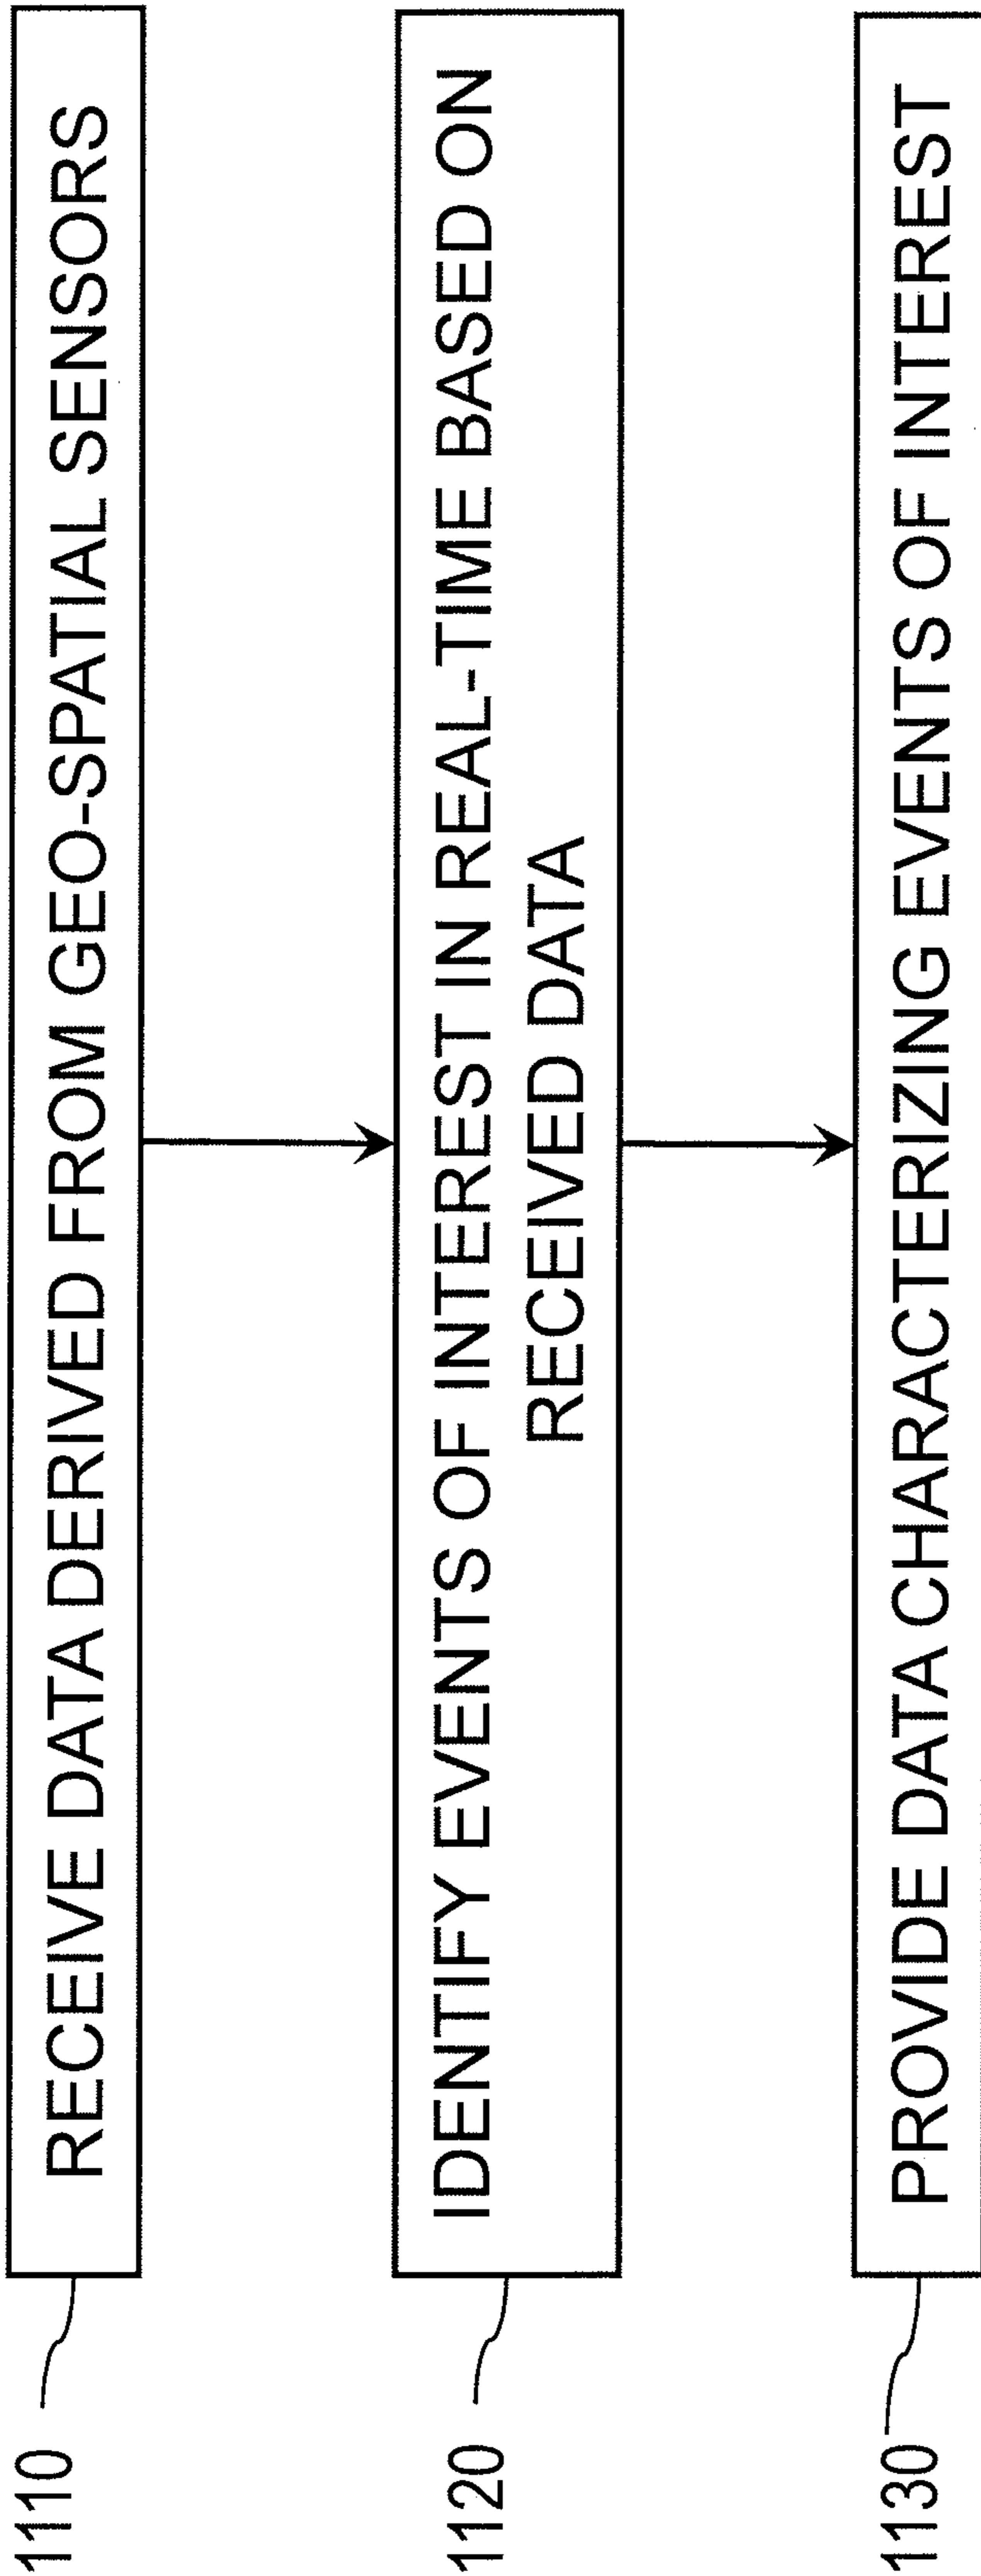 1110
RECEIVE DATA DERIVED FROM GEO-SPATIAL SENSORS
1120
IDENTIFY EVENTS OF INTEREST IN REAL-TIME BASED ON
RECEIVED DATA
1130
PROVIDE DATA CHARACTERIZING EVENTS OF INTEREST